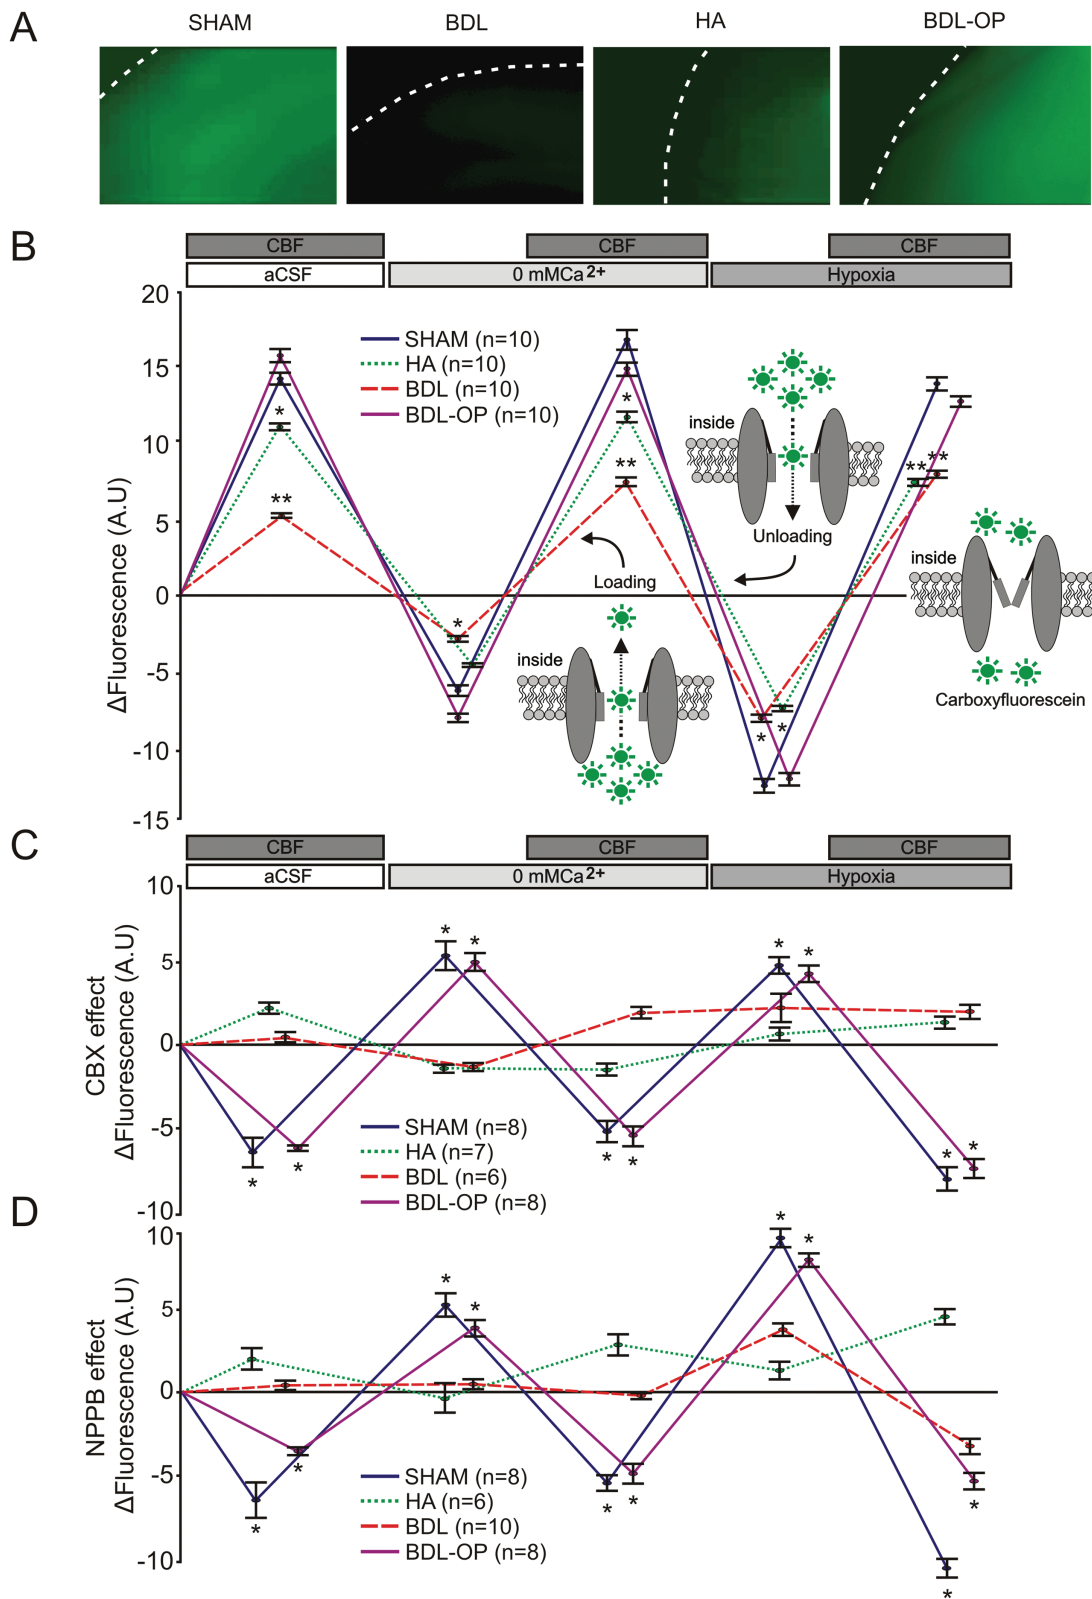 A
SHAM
BDL
HA
BDL-OP
B
CBF
CBF
CBF
aCSF
0 mMCa2+
Hypoxia
20
15
10
5
0
-5
-10
-15
ΔFluorescence (A.U)
SHAM (n=10)
HA (n=10)
BDL (n=10)
BDL-OP (n=10)
*
**
*
*
**
*
*
**
**
inside
Unloading
Loading
inside
inside
Carboxyfluorescein
C
CBF
CBF
CBF
aCSF
0 mMCa2+
Hypoxia
10
5
0
-5
-10
CBX effect
ΔFluorescence (A.U)
* * * *
* * * * * *
SHAM (n=8)
HA (n=7)
BDL (n=6)
BDL-OP (n=8)
D
10
5
0
-5
-10
NPPB effect
ΔFluorescence (A.U)
* * * *
* * * * * *
SHAM (n=8)
HA (n=6)
BDL (n=10)
BDL-OP (n=8)